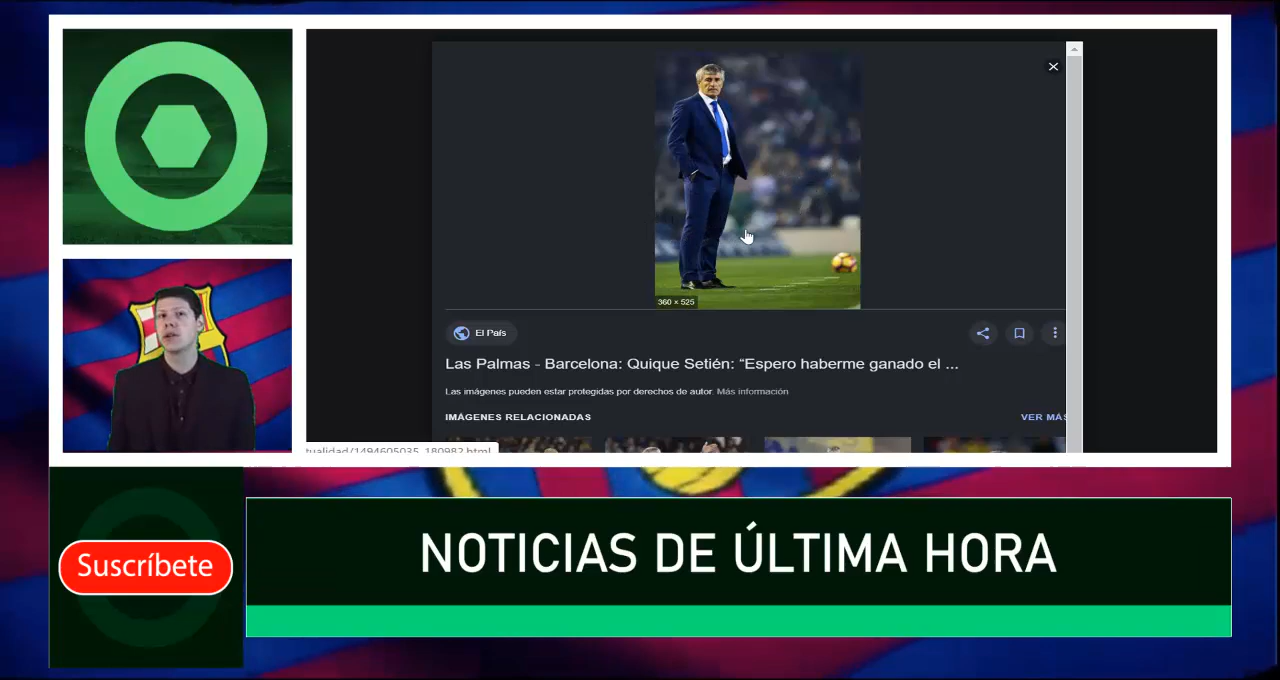 360 × 525
El País
Las Palmas - Barcelona: Quique Setién: “Espero haberme ganado el ...
Las imágenes pueden estar protegidas por derechos de autor. Más información
IMÁGENES RELACIONADAS
VER MÁS
tualidad/1494605035_180982.html
Suscríbete
NOTICIAS DE ÚLTIMA HORA